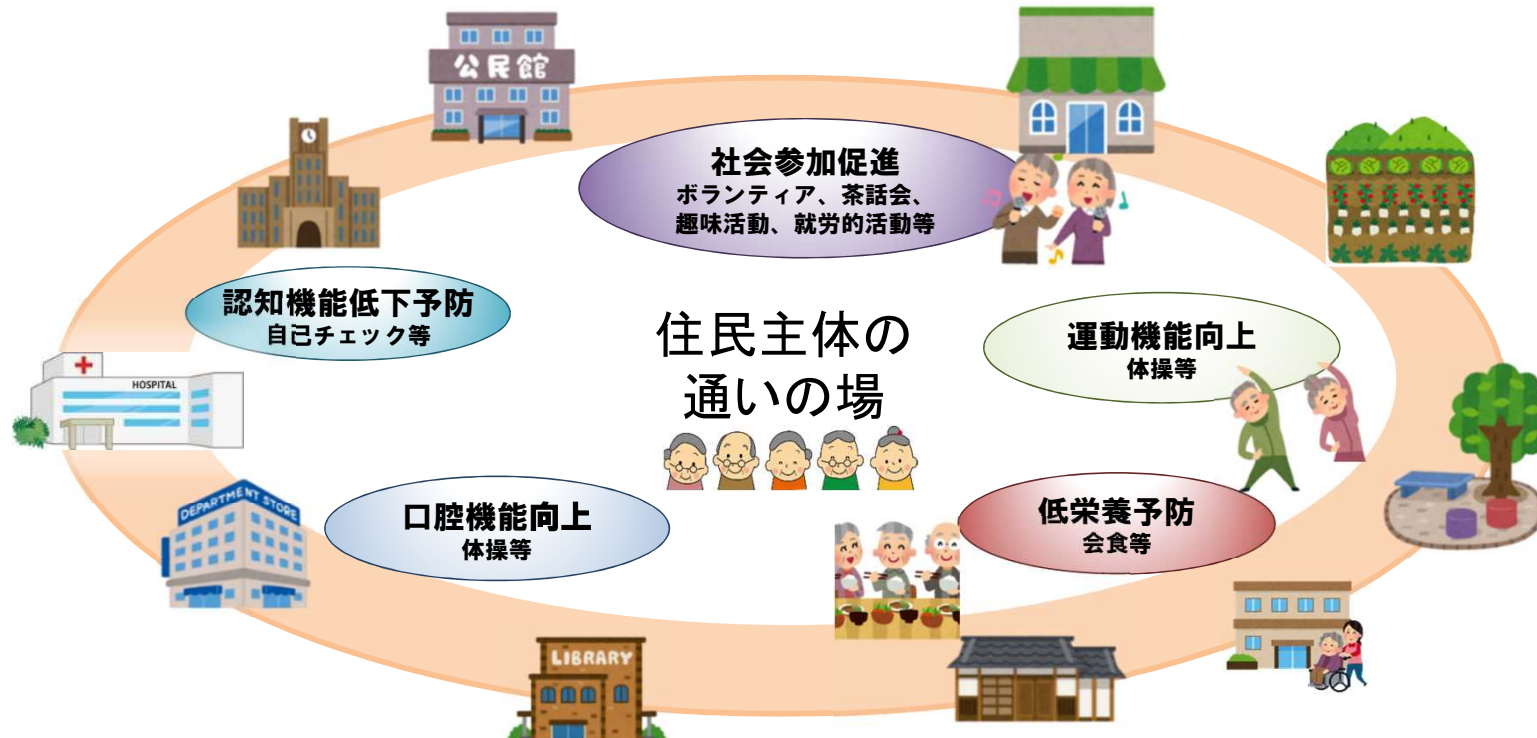 公民館
社会参加促進
ボランティア、茶話会、
趣味活動、就労的活動等
認知機能低下予防
自己チェック等
住民主体の
通いの場
運動機能向上
体操等
HOSPITAL
DEPARTMENT STORE
口腔機能向上
体操等
低栄養予防
会食等
LIBRARY